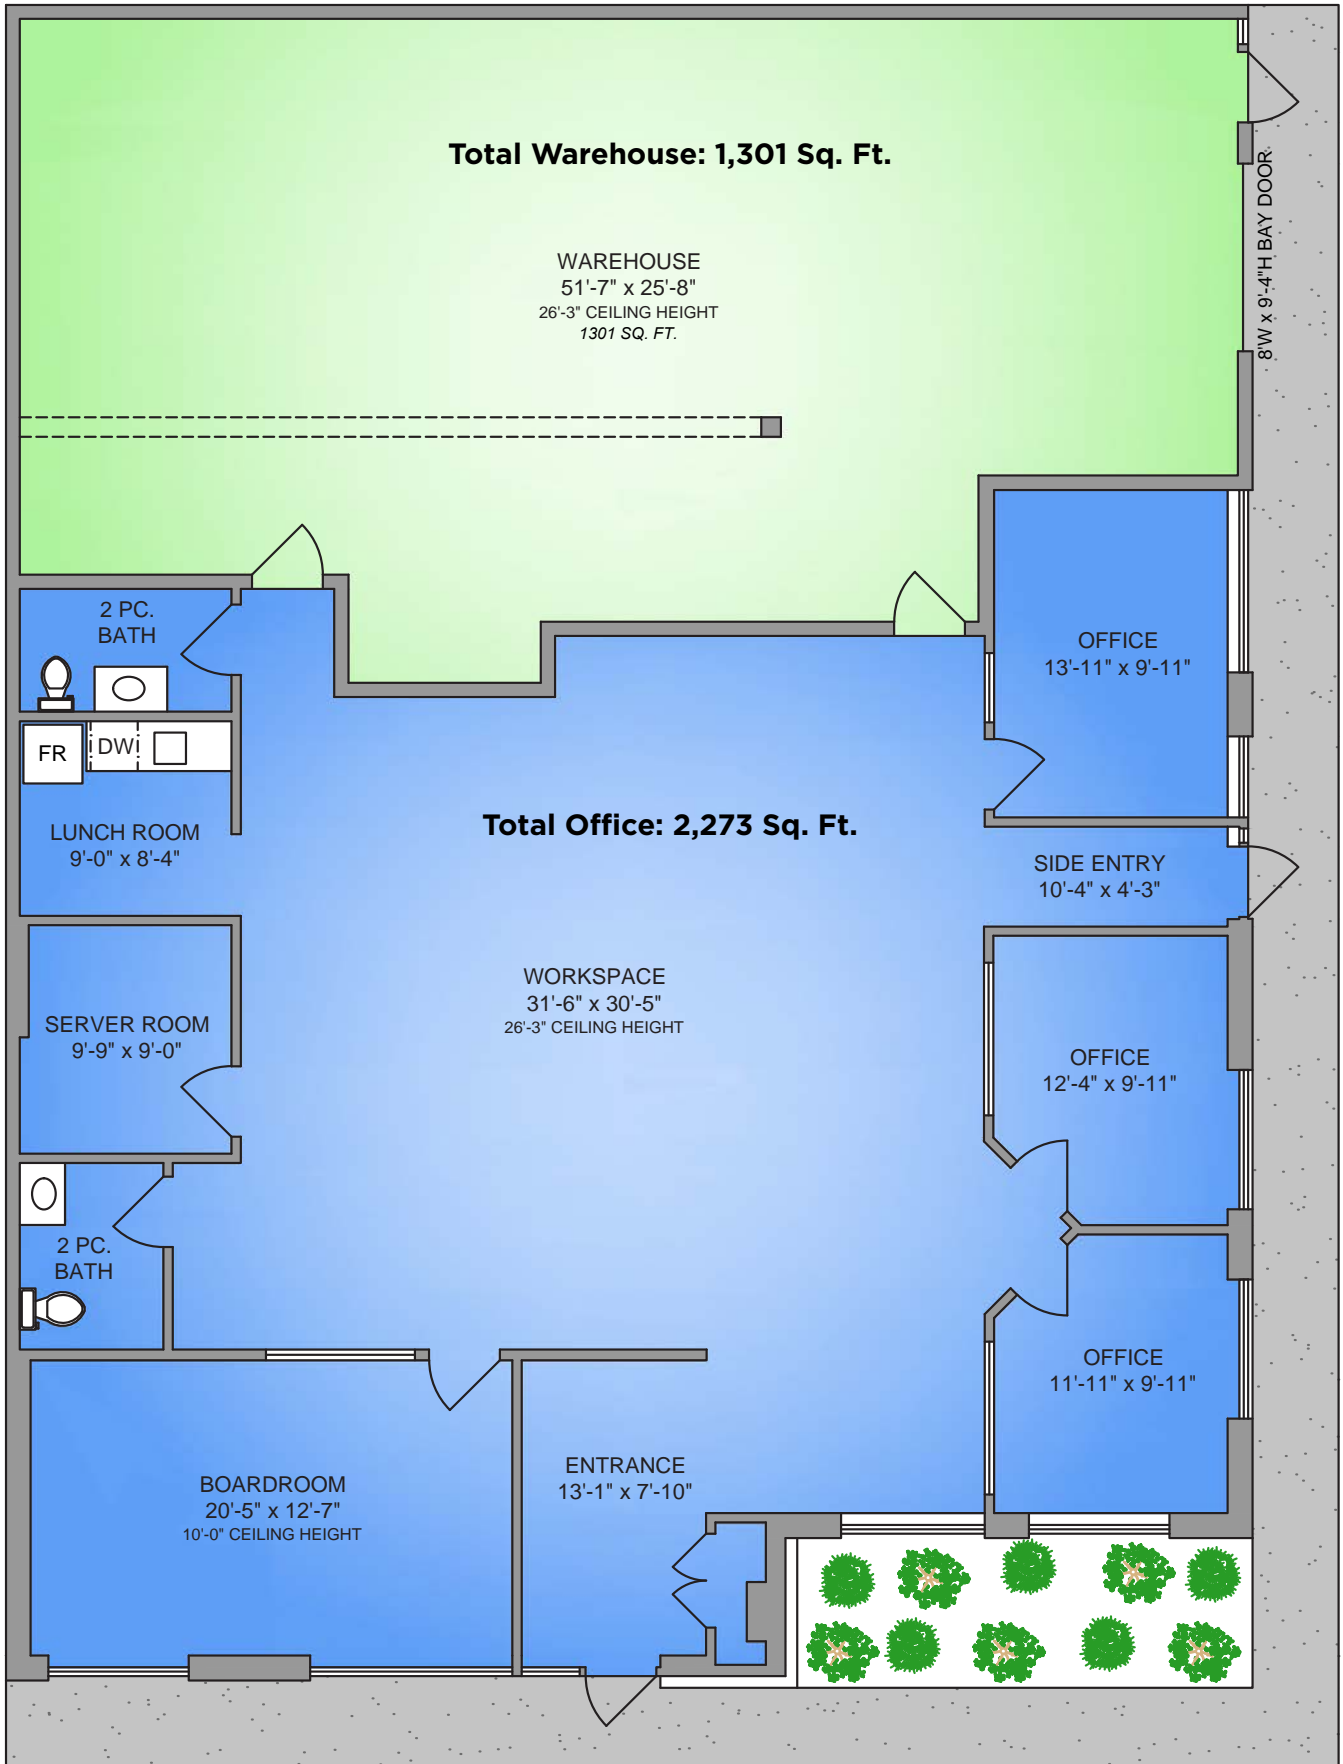 Total Warehouse: 1,301 Sq. Ft.
8'W x 9'-4"H BAY DOOR
WAREHOUSE
51'-7" x 25'-8"
26'-3" CEILING HEIGHT
1301 SQ. FT.
2 PC.
BATH
OFFICE
13'-11" x 9'-11"
FR
DW
LUNCH ROOM
9'-0" x 8'-4"
Total Office: 2,273 Sq. Ft.
SIDE ENTRY
10'-4" x 4'-3"
WORKSPACE
31'-6" x 30'-5"
26'-3" CEILING HEIGHT
SERVER ROOM
9'-9" x 9'-0"
OFFICE
12'-4" x 9'-11"
2 PC.
BATH
OFFICE
11'-11" x 9'-11"
BOARDROOM
20'-5" x 12'-7"
10'-0" CEILING HEIGHT
ENTRANCE
13'-1" x 7'-10"